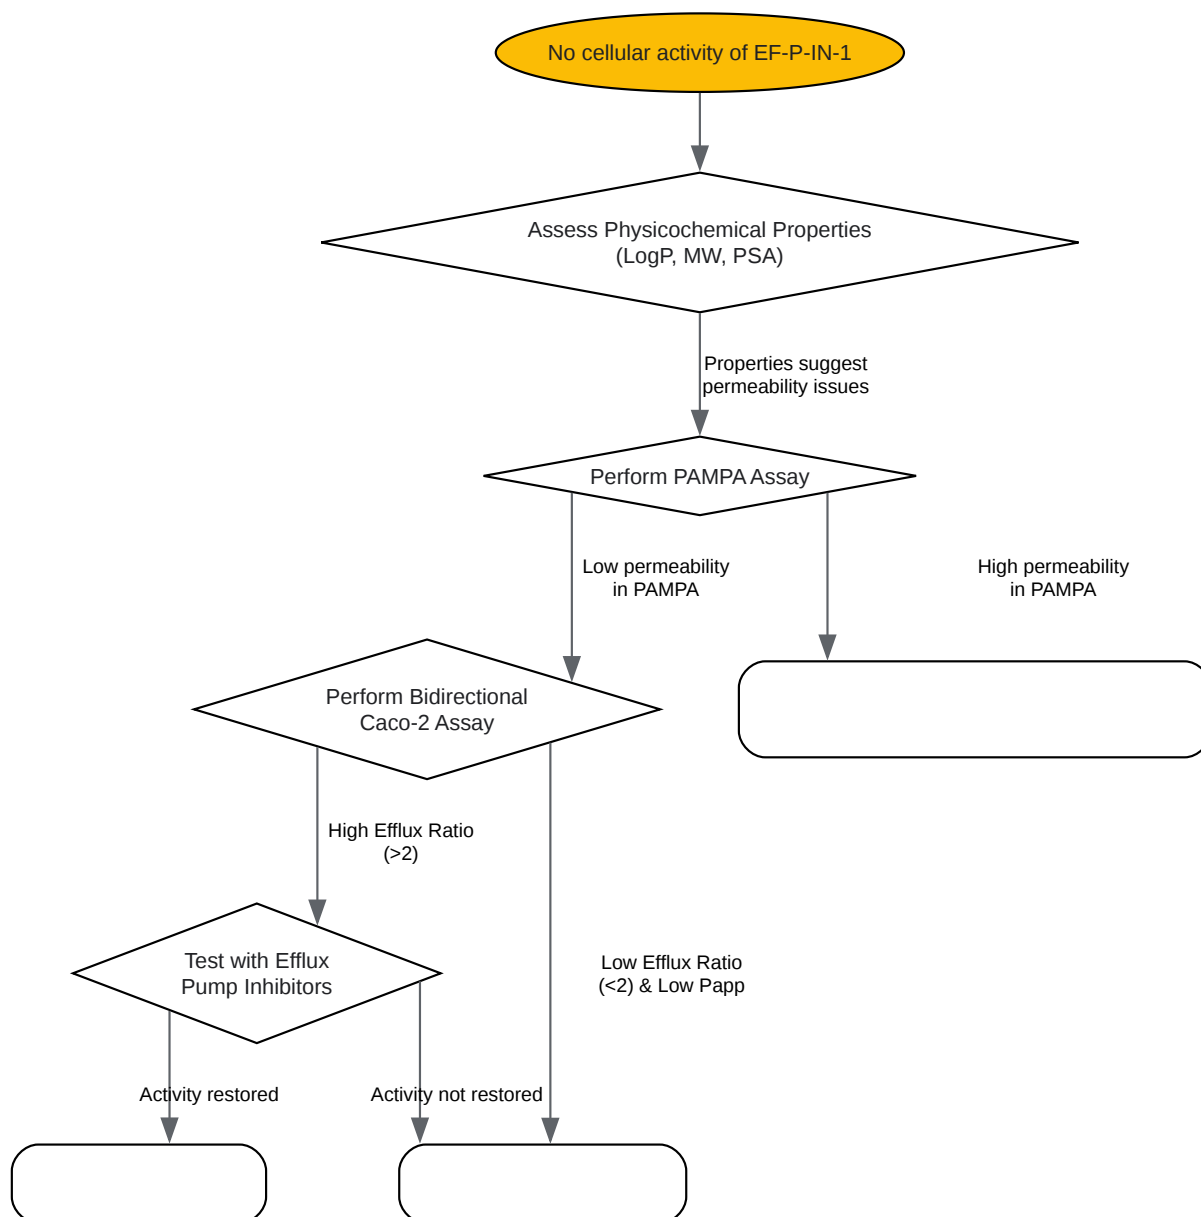 No cellular activity of EF-P-IN-1
Assess Physicochemical Properties
(LogP, MW, PSA)
Properties suggest
permeability issues
Perform PAMPA Assay
Low permeability
in PAMPA
High permeability
in PAMPA
Perform Bidirectional
Caco-2 Assay
High Efflux Ratio
(>2)
Test with Efflux
Pump Inhibitors
Low Efflux Ratio
(<2) & Low Papp
Activity restored
Activity not restored